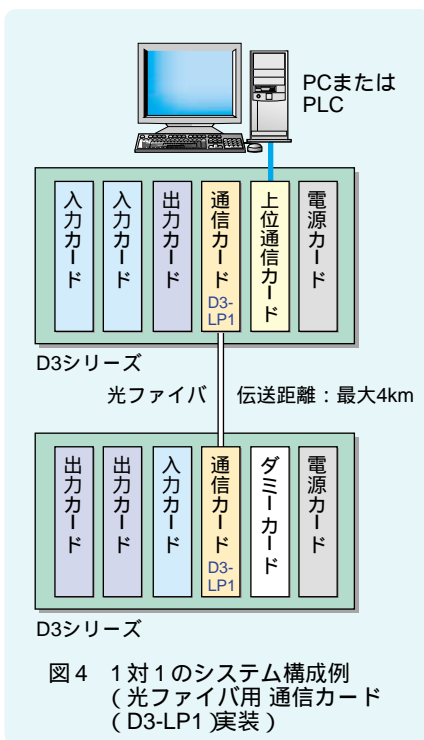 PCまたは
PLC
入力カード
入力カード
出力カード
通信カード
D3-
LP1
上位通信カード
電源カード
D3シリーズ
光ファイバ 伝送距離:最大4km
出力カード
出力カード
入力カード
通信カード
D3-
LP1
ダミーカード
電源カード
D3シリーズ
図4 1対1のシステム構成例
(光ファイバ用 通信カード
(D3-LP1)実装)